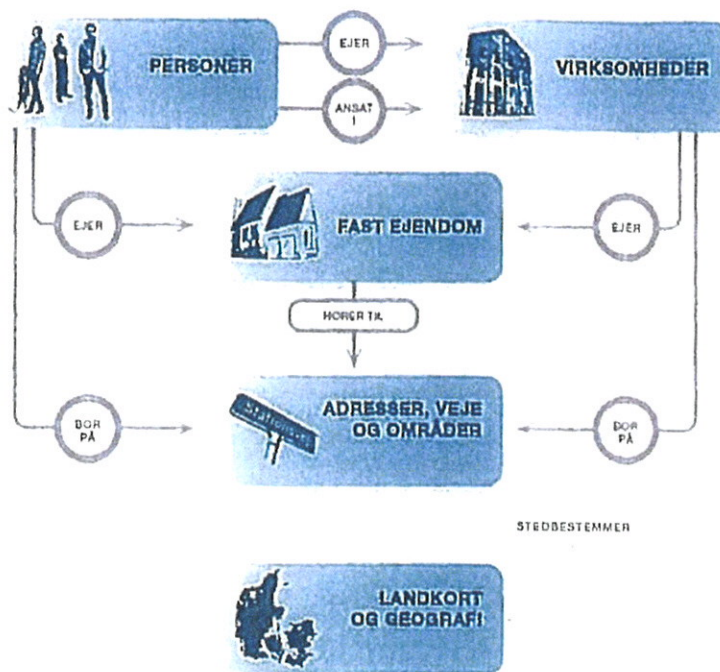 PERSONER
EJER
VIRKSOMHEDER
ANSAT
I
EJER
FAST EJENDOM
EJER
HØRER TIL
BOR
PÅ
ADRESSER, VEJE
OG OMRÅDER
BOR
PÅ
STEDBESTEMMER
LANDKORT
OG GEOGRAFI